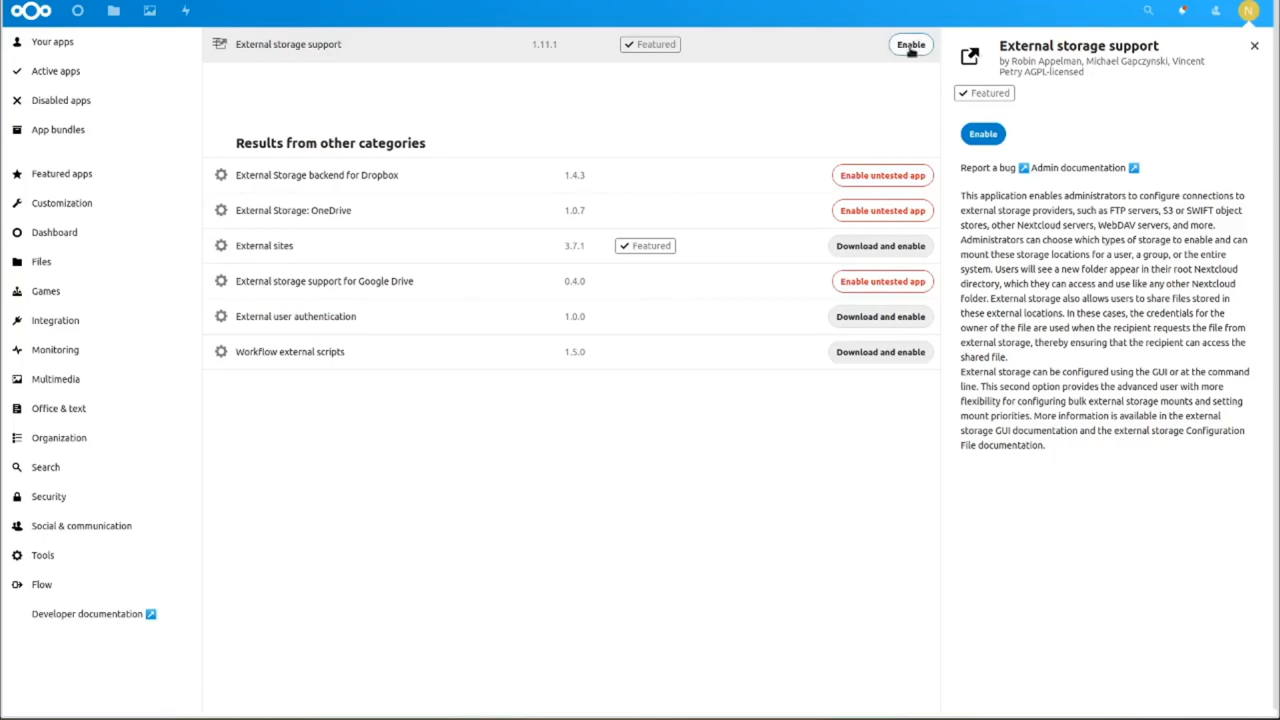 N
Your apps
Active apps
Disabled apps
App bundles
Featured apps
Customization
Dashboard
Files
Games
Integration
Monitoring
Multimedia
Office & text
Organization
Search
Security
Social & communication
Tools
Flow
Developer documentation
External storage support 1.11.1 Featured Enable
Results from other categories
External Storage backend for Dropbox 1.4.3 Enable untested app
External Storage: OneDrive 1.0.7 Enable untested app
External sites 3.7.1 Featured Download and enable
External storage support for Google Drive 0.4.0 Enable untested app
External user authentication 1.0.0 Download and enable
Workflow external scripts 1.5.0 Download and enable
External storage support
by Robin Appelman, Michael Gapczynski, Vincent
Petry AGPL-licensed
Featured
Enable
Report a bug Admin documentation
This application enables administrators to configure connections to
external storage providers, such as FTP servers, S3 or SWIFT object
stores, other Nextcloud servers, WebDAV servers, and more.
Administrators can choose which types of storage to enable and can
mount these storage locations for a user, a group, or the entire
system. Users will see a new folder appear in their root Nextcloud
directory, which they can access and use like any other Nextcloud
folder. External storage also allows users to share files stored in
these external locations. In these cases, the credentials for the
owner of the file are used when the recipient requests the file from
external storage, thereby ensuring that the recipient can access the
shared file.
External storage can be configured using the GUI or at the command
line. This second option provides the advanced user with more
flexibility for configuring bulk external storage mounts and setting
mount priorities. More information is available in the external
storage GUI documentation and the external storage Configuration
File documentation.